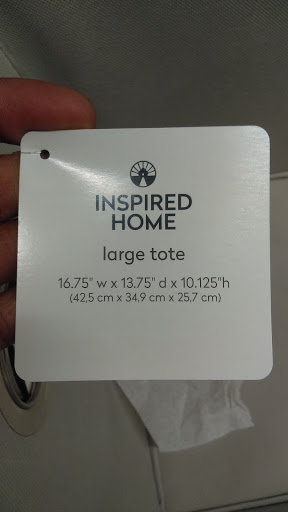 INSPIRED
HOME
large tote
16.75" w x 13.75" d x 10.125"h
(42,5 cm x 34,9 cm x 25,7 cm)